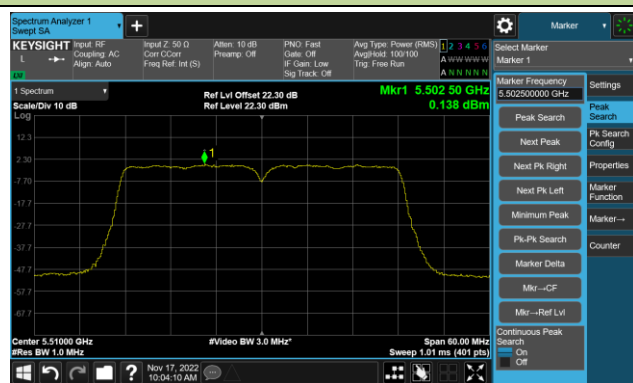 Spectrum Analyzer 1
Swept SA
+
Marker
KEYSIGHT
L
Input: RF
Coupling: AC
Align: Auto
Input Z: 50 Ω
Corr CCorr
Freq Ref: Int (S)
Atten: 10 dB
Preamp: Off
PNO: Fast
Gate: Off
IF Gain: Low
Sig Track: Off
Avg Type: Power (RMS)
Avg|Hold: 100/100
Trig: Free Run
1 2 3 4 5 6
A W W W W W
A N N N N N
Select Marker
Marker 1
1 Spectrum
Scale/Div 10 dB
Log
Ref Lvl Offset 22.30 dB
Ref Level 22.30 dBm
Mkr1 5.502 50 GHz
0.138 dBm
1
12.3
2.30
-7.70
-17.7
-27.7
-37.7
-47.7
-57.7
-67.7
Center 5.51000 GHz
#Res BW 1.0 MHz
#Video BW 3.0 MHz*
Span 60.00 MHz
Sweep 1.01 ms (401 pts)
Marker Frequency
5.502500000 GHz
Peak Search
Next Peak
Next Pk Right
Next Pk Left
Minimum Peak
Pk-Pk Search
Marker Delta
Mkr→CF
Mkr→Ref Lvl
Continuous Peak
Search
On
Off
Settings
Peak
Search
Pk Search
Config
Properties
Marker
Function
Marker→
Counter
?
Nov 17, 2022
10:04:10 AM